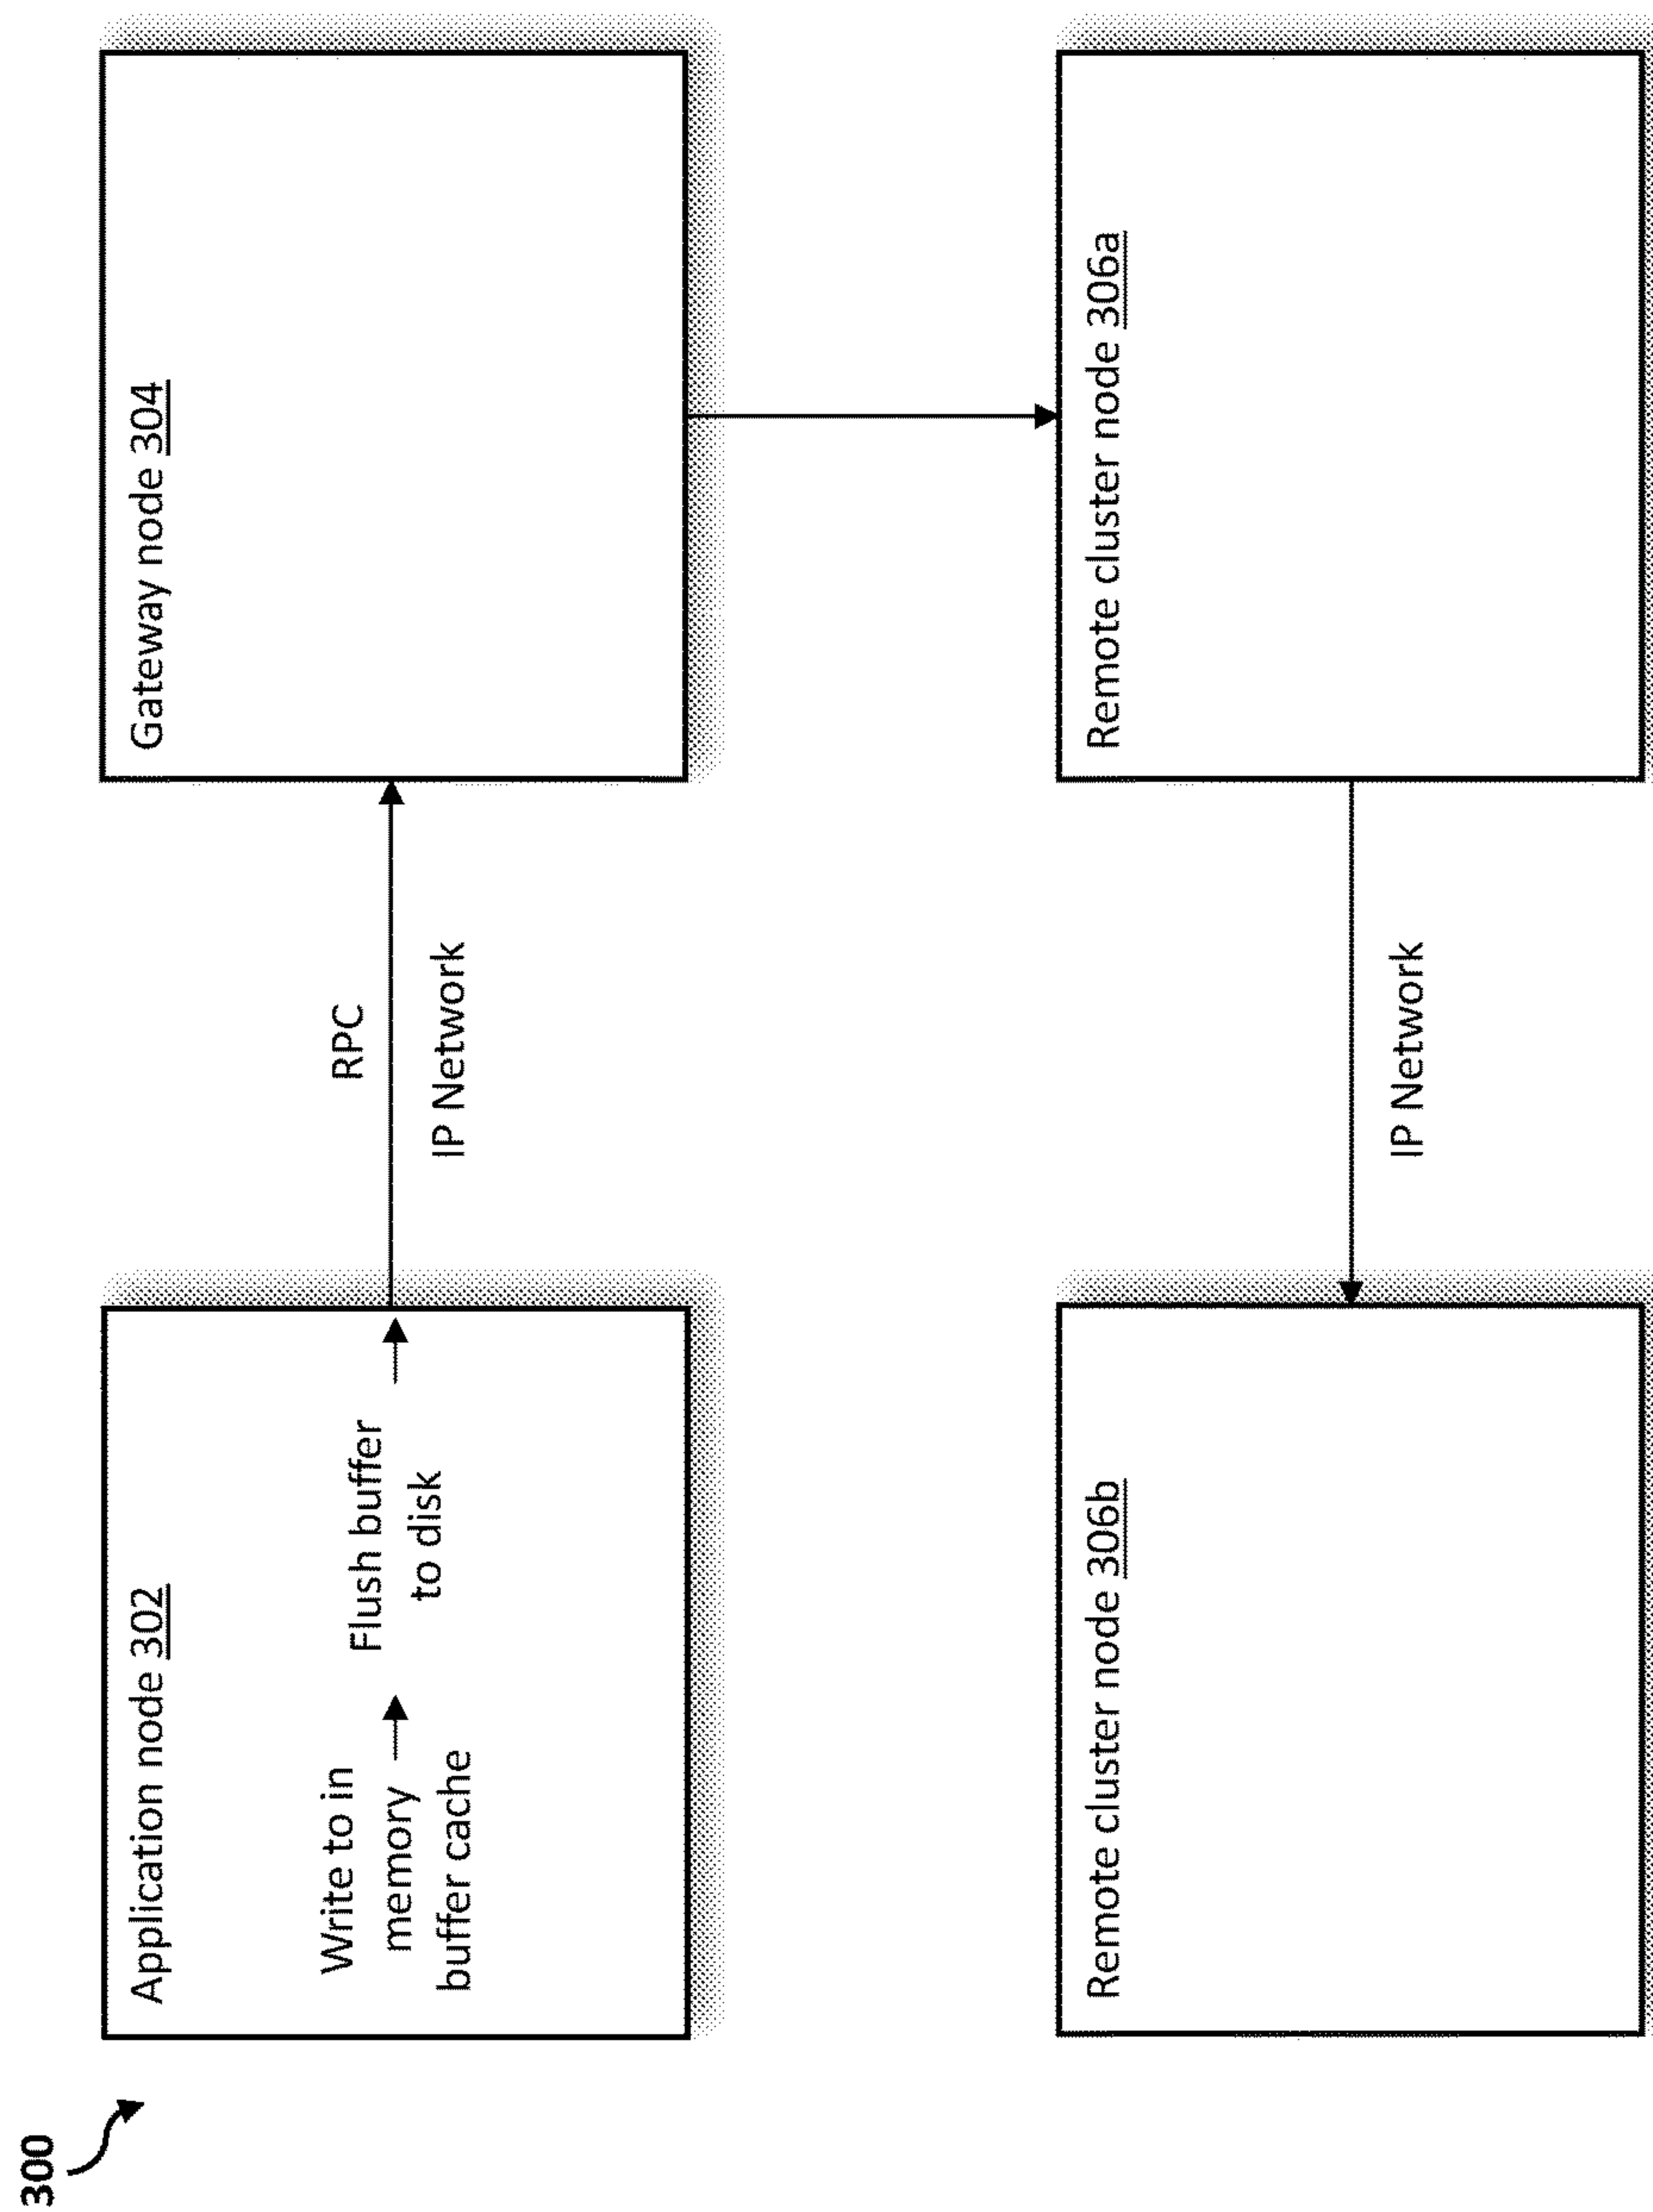 300
Application node 302
Write to in
memory
buffer cache
Flush buffer
to disk
RPC
IP Network
Gateway node 304
Remote cluster node 306b
IP Network
Remote cluster node 306a